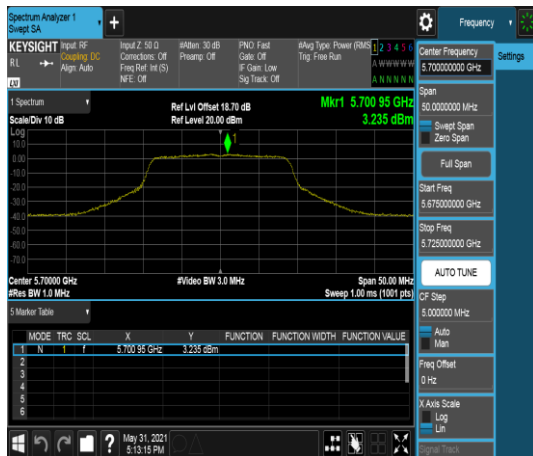 Spectrum Analyzer 1
Swept SA
+
Frequency
KEYSIGHT
RL
LXI
Input: RF
Coupling: DC
Align: Auto
Input Z: 50 Ω
Corrections: Off
Freq Ref: Int (S)
NFE: Off
#Atten: 30 dB
Preamp: Off
PNO: Fast
Gate: Off
IF Gain: Low
Sig Track: Off
#Avg Type: Power (RMS
Trig: Free Run
1 2 3 4 5 6
A W W W W W
A N N N N N
1 Spectrum
Scale/Div 10 dB
Ref Lvl Offset 18.70 dB
Ref Level 20.00 dBm
Mkr1 5.700 95 GHz
3.235 dBm
Log
10.0
0.00
-10.0
-20.0
-30.0
-40.0
-50.0
-60.0
-70.0
1
Center 5.70000 GHz
#Res BW 1.0 MHz
#Video BW 3.0 MHz
Span 50.00 MHz
Sweep 1.00 ms (1001 pts)
5 Marker Table
MODE TRC SCL X Y FUNCTION FUNCTION WIDTH FUNCTION VALUE
1 N 1 f 5.700 95 GHz 3.235 dBm
2
3
4
5
6
?
May 31, 2021
5:13:15 PM
Center Frequency
5.700000000 GHz
Settings
Span
50.0000000 MHz
Swept Span
Zero Span
Full Span
Start Freq
5.675000000 GHz
Stop Freq
5.725000000 GHz
AUTO TUNE
CF Step
5.000000 MHz
Auto
Man
Freq Offset
0 Hz
X Axis Scale
Log
Lin
Signal Track